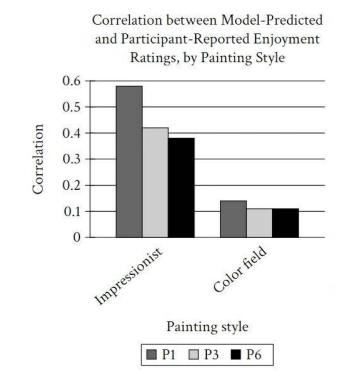 Correlation between Model-Predicted
and Participant-Reported Enjoyment
Ratings, by Painting Style
Correlation
0.6
0.5
0.4
0.3
0.2
0.1
0
Impressionist
Color field
Painting style
P1 P3 P6